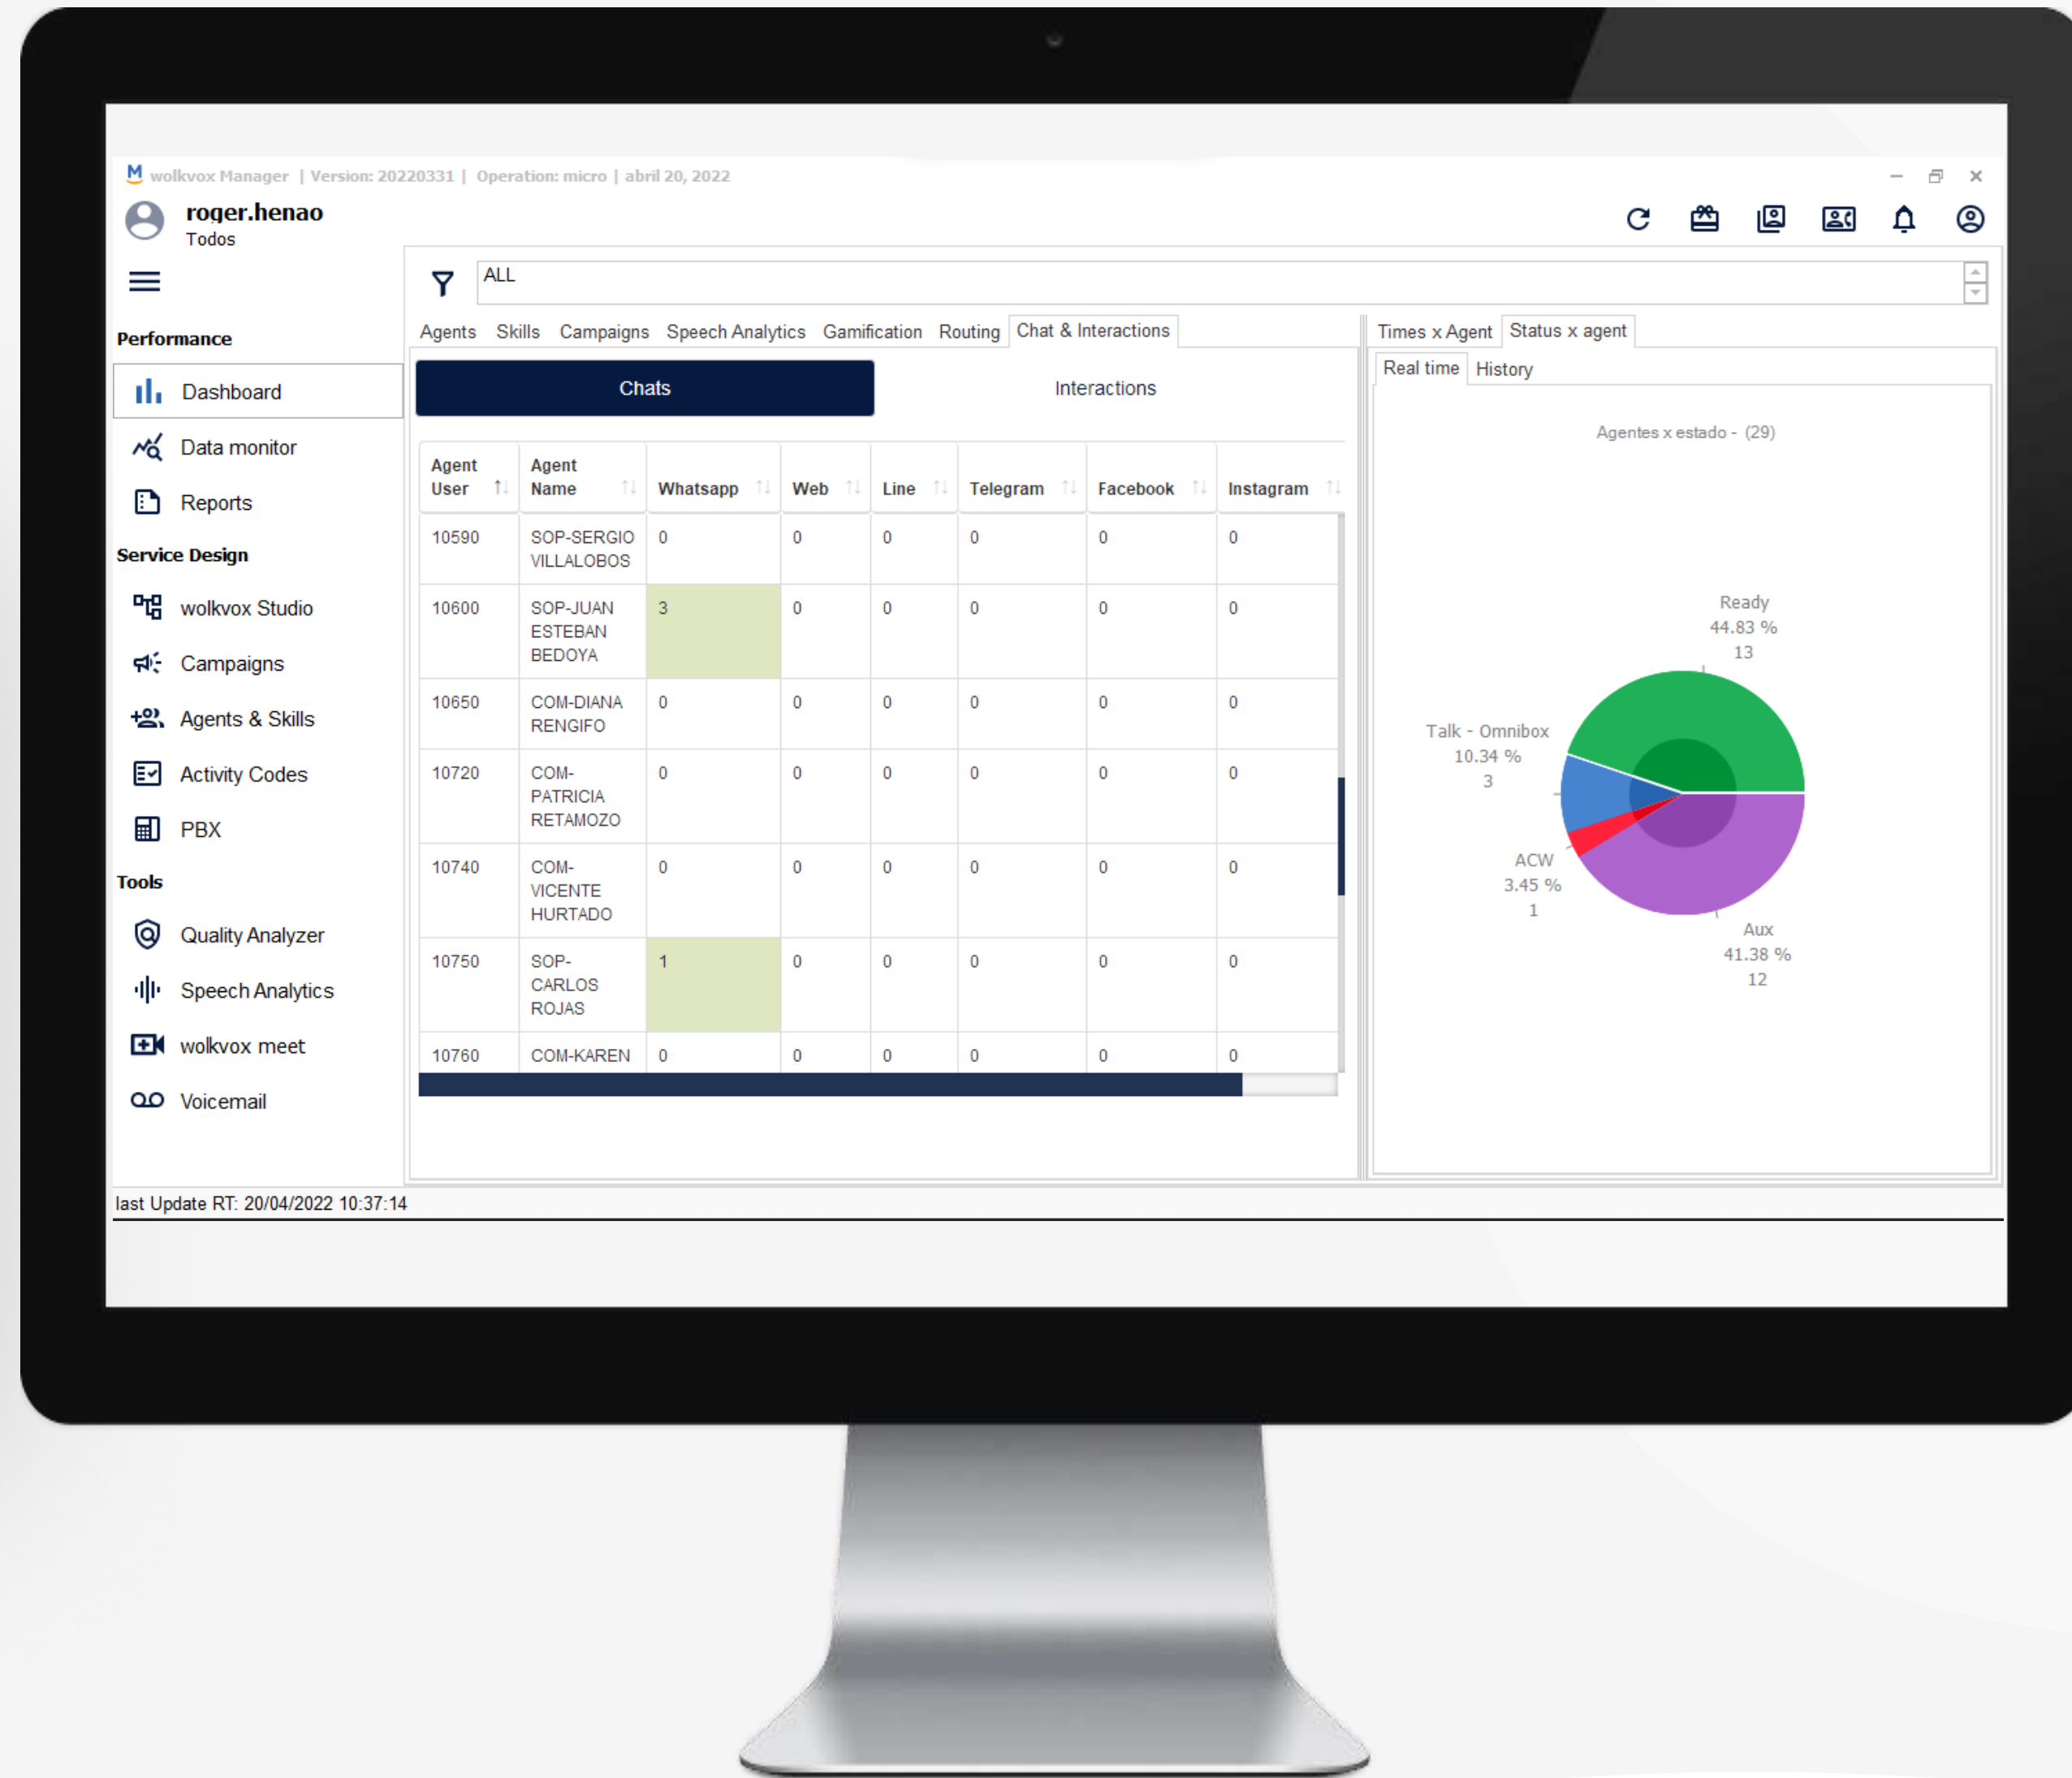 wolkvox Manager | Version: 20220331 | Operation: micro | abril 20, 2022
roger.henao
Todos
Performance
Dashboard
Data monitor
Reports
Service Design
wolkvox Studio
Campaigns
Agents & Skills
Activity Codes
PBX
Tools
Quality Analyzer
Speech Analytics
wolkvox meet
Voicemail
ALL
Agents Skills Campaigns Speech Analytics Gamification Routing Chat & Interactions
Chats Interactions
Agent User Agent Name Whatsapp Web Line Telegram Facebook Instagram
10590 SOP-SERGIO VILLALOBOS 0 0 0 0 0 0
10600 SOP-JUAN ESTEBAN BEDOYA 3 0 0 0 0 0
10650 COM-DIANA RENGIFO 0 0 0 0 0 0
10720 COM-PATRICIA RETAMOZO 0 0 0 0 0 0
10740 COM-VICENTE HURTADO 0 0 0 0 0 0
10750 SOP-CARLOS ROJAS 1 0 0 0 0 0
10760 COM-KAREN 0 0 0 0 0 0
Times x Agent Status x agent
Real time History
Agentes x estado - (29)
Ready
44.83 %
13
Talk - Omnibox
10.34 %
3
ACW
3.45 %
1
Aux
41.38 %
12
last Update RT: 20/04/2022 10:37:14